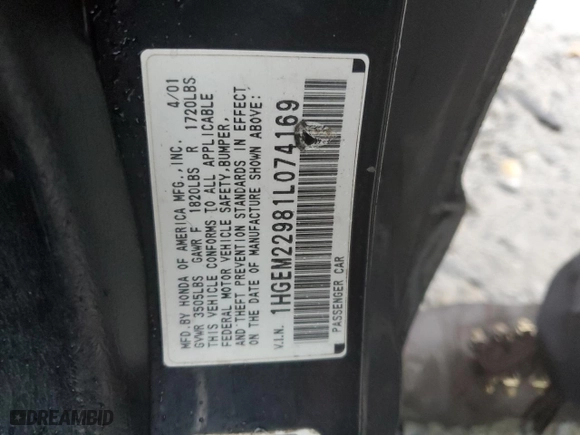 MFD.BY HONDA OF AMERICA MFG.,INC. 4/01
GVWR 3505LBS GAWR F 1820LBS R 1720LBS
THIS VEHICLE CONFORMS TO ALL APPLICABLE
FEDERAL MOTOR VEHICLE SAFETY,BUMPER,
AND THEFT PREVENTION STANDARDS IN EFFECT
ON THE DATE OF MANUFACTURE SHOWN ABOVE:
V.I.N. 1HGEM22981L074169
PASSENGER CAR
DREAMBID